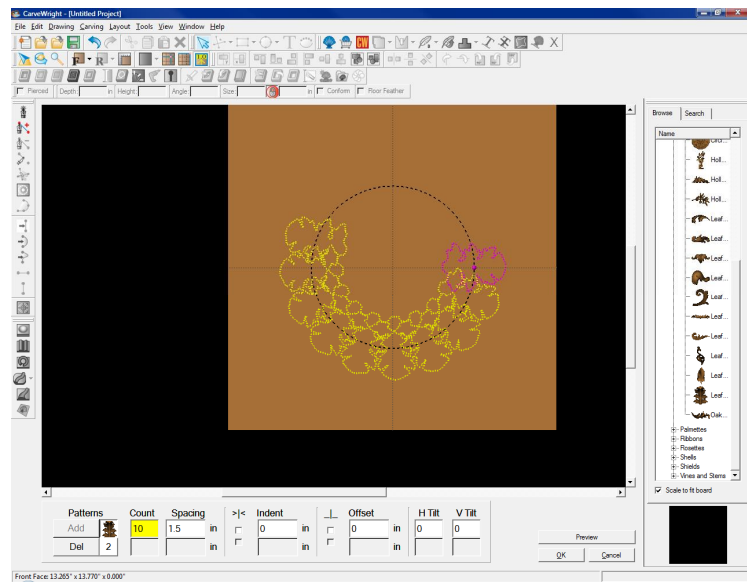 CarveWright - [Untitled Project]
File Edit Drawing Carving Layout Tools View Window Help
CW X
Pierced Depth: in Height: Angle: Size: in Conform Floor Feather
Browse Search
Name
Circl...
Holl...
Holl...
Leaf...
Leaf...
Leaf...
Leaf...
Leaf...
Leaf...
Leaf...
Leaf...
Leaf...
Leaf...
Oak...
Palmettes
Ribbons
Rosettes
Shells
Shields
Vines and Stems
Scale to fit board
Patterns Count Spacing >|< Indent _|_ Offset H Tilt V Tilt
Add 10 1.5 in 0 in 0 in 0 0
Del 2 in in in
Preview
OK Cancel
Front Face: 13.265" x 13.770" x 0.000"